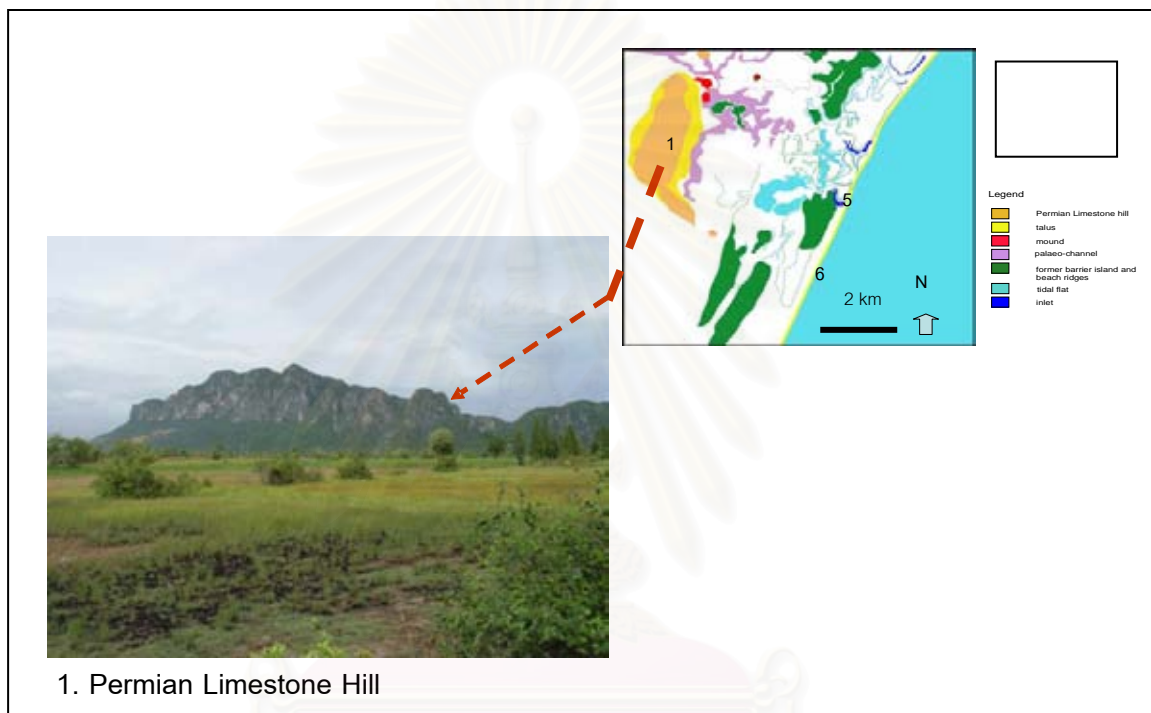 1
5
6
2 km
N
Legend
Permian Limestone hill
talus
mound
palaeo-channel
former barrier island and
beach ridges
tidal flat
inlet
1. Permian Limestone Hill